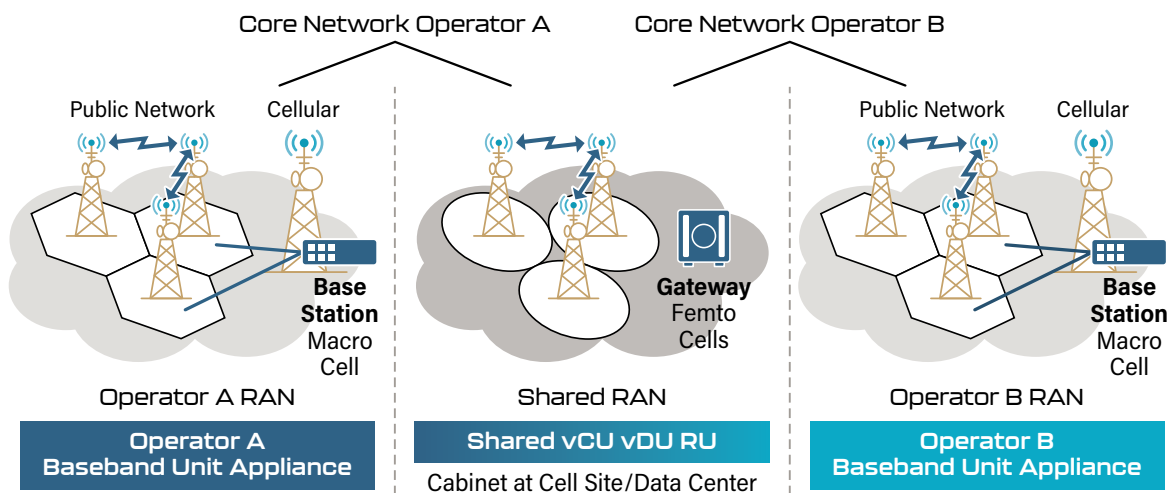 Core Network Operator A
Core Network Operator B
Public Network
Cellular
Base
Station
Macro
Cell
Operator A RAN
Operator A
Baseband Unit Appliance
Gateway
Femto
Cells
Shared RAN
Shared vCU vDU RU
Cabinet at Cell Site/Data Center
Public Network
Cellular
Base
Station
Macro
Cell
Operator B RAN
Operator B
Baseband Unit Appliance